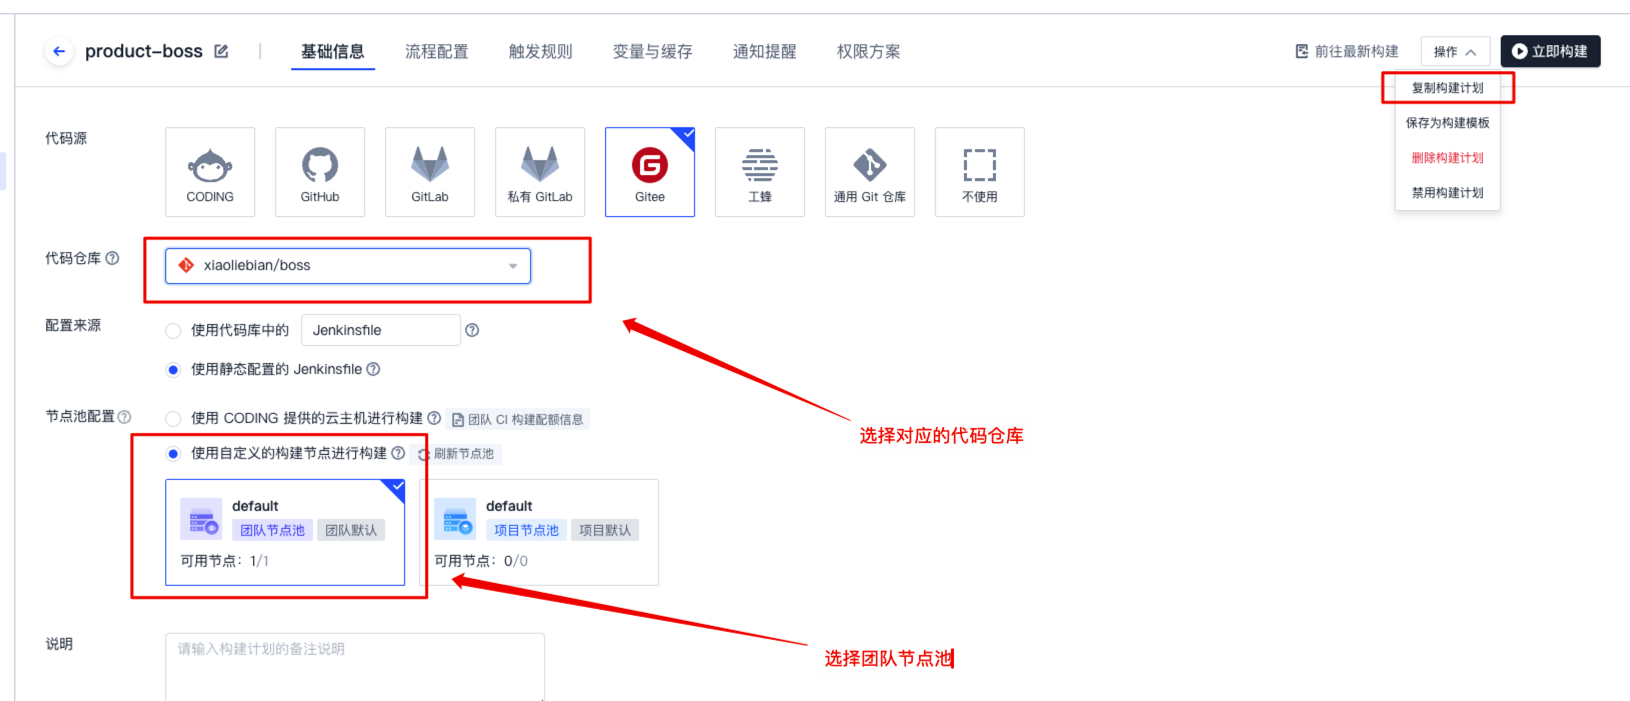 product-boss
基础信息
流程配置
触发规则
变量与缓存
通知提醒
权限方案
前往最新构建
操作
立即构建
复制构建计划
保存为构建模板
删除构建计划
禁用构建计划
代码源
CODING
GitHub
GitLab
私有 GitLab
Gitee
工蜂
通用 Git 仓库
不使用
代码仓库
xiaoliebian/boss
配置来源
使用代码库中的 Jenkinsfile
使用静态配置的 Jenkinsfile
选择对应的代码仓库
节点池配置
使用 CODING 提供的云主机进行构建
团队 CI 构建配额信息
使用自定义的构建节点进行构建
刷新节点池
default
团队节点池 团队默认
可用节点：1/1
default
项目节点池 项目默认
可用节点：0/0
选择团队节点池
说明
请输入构建计划的备注说明